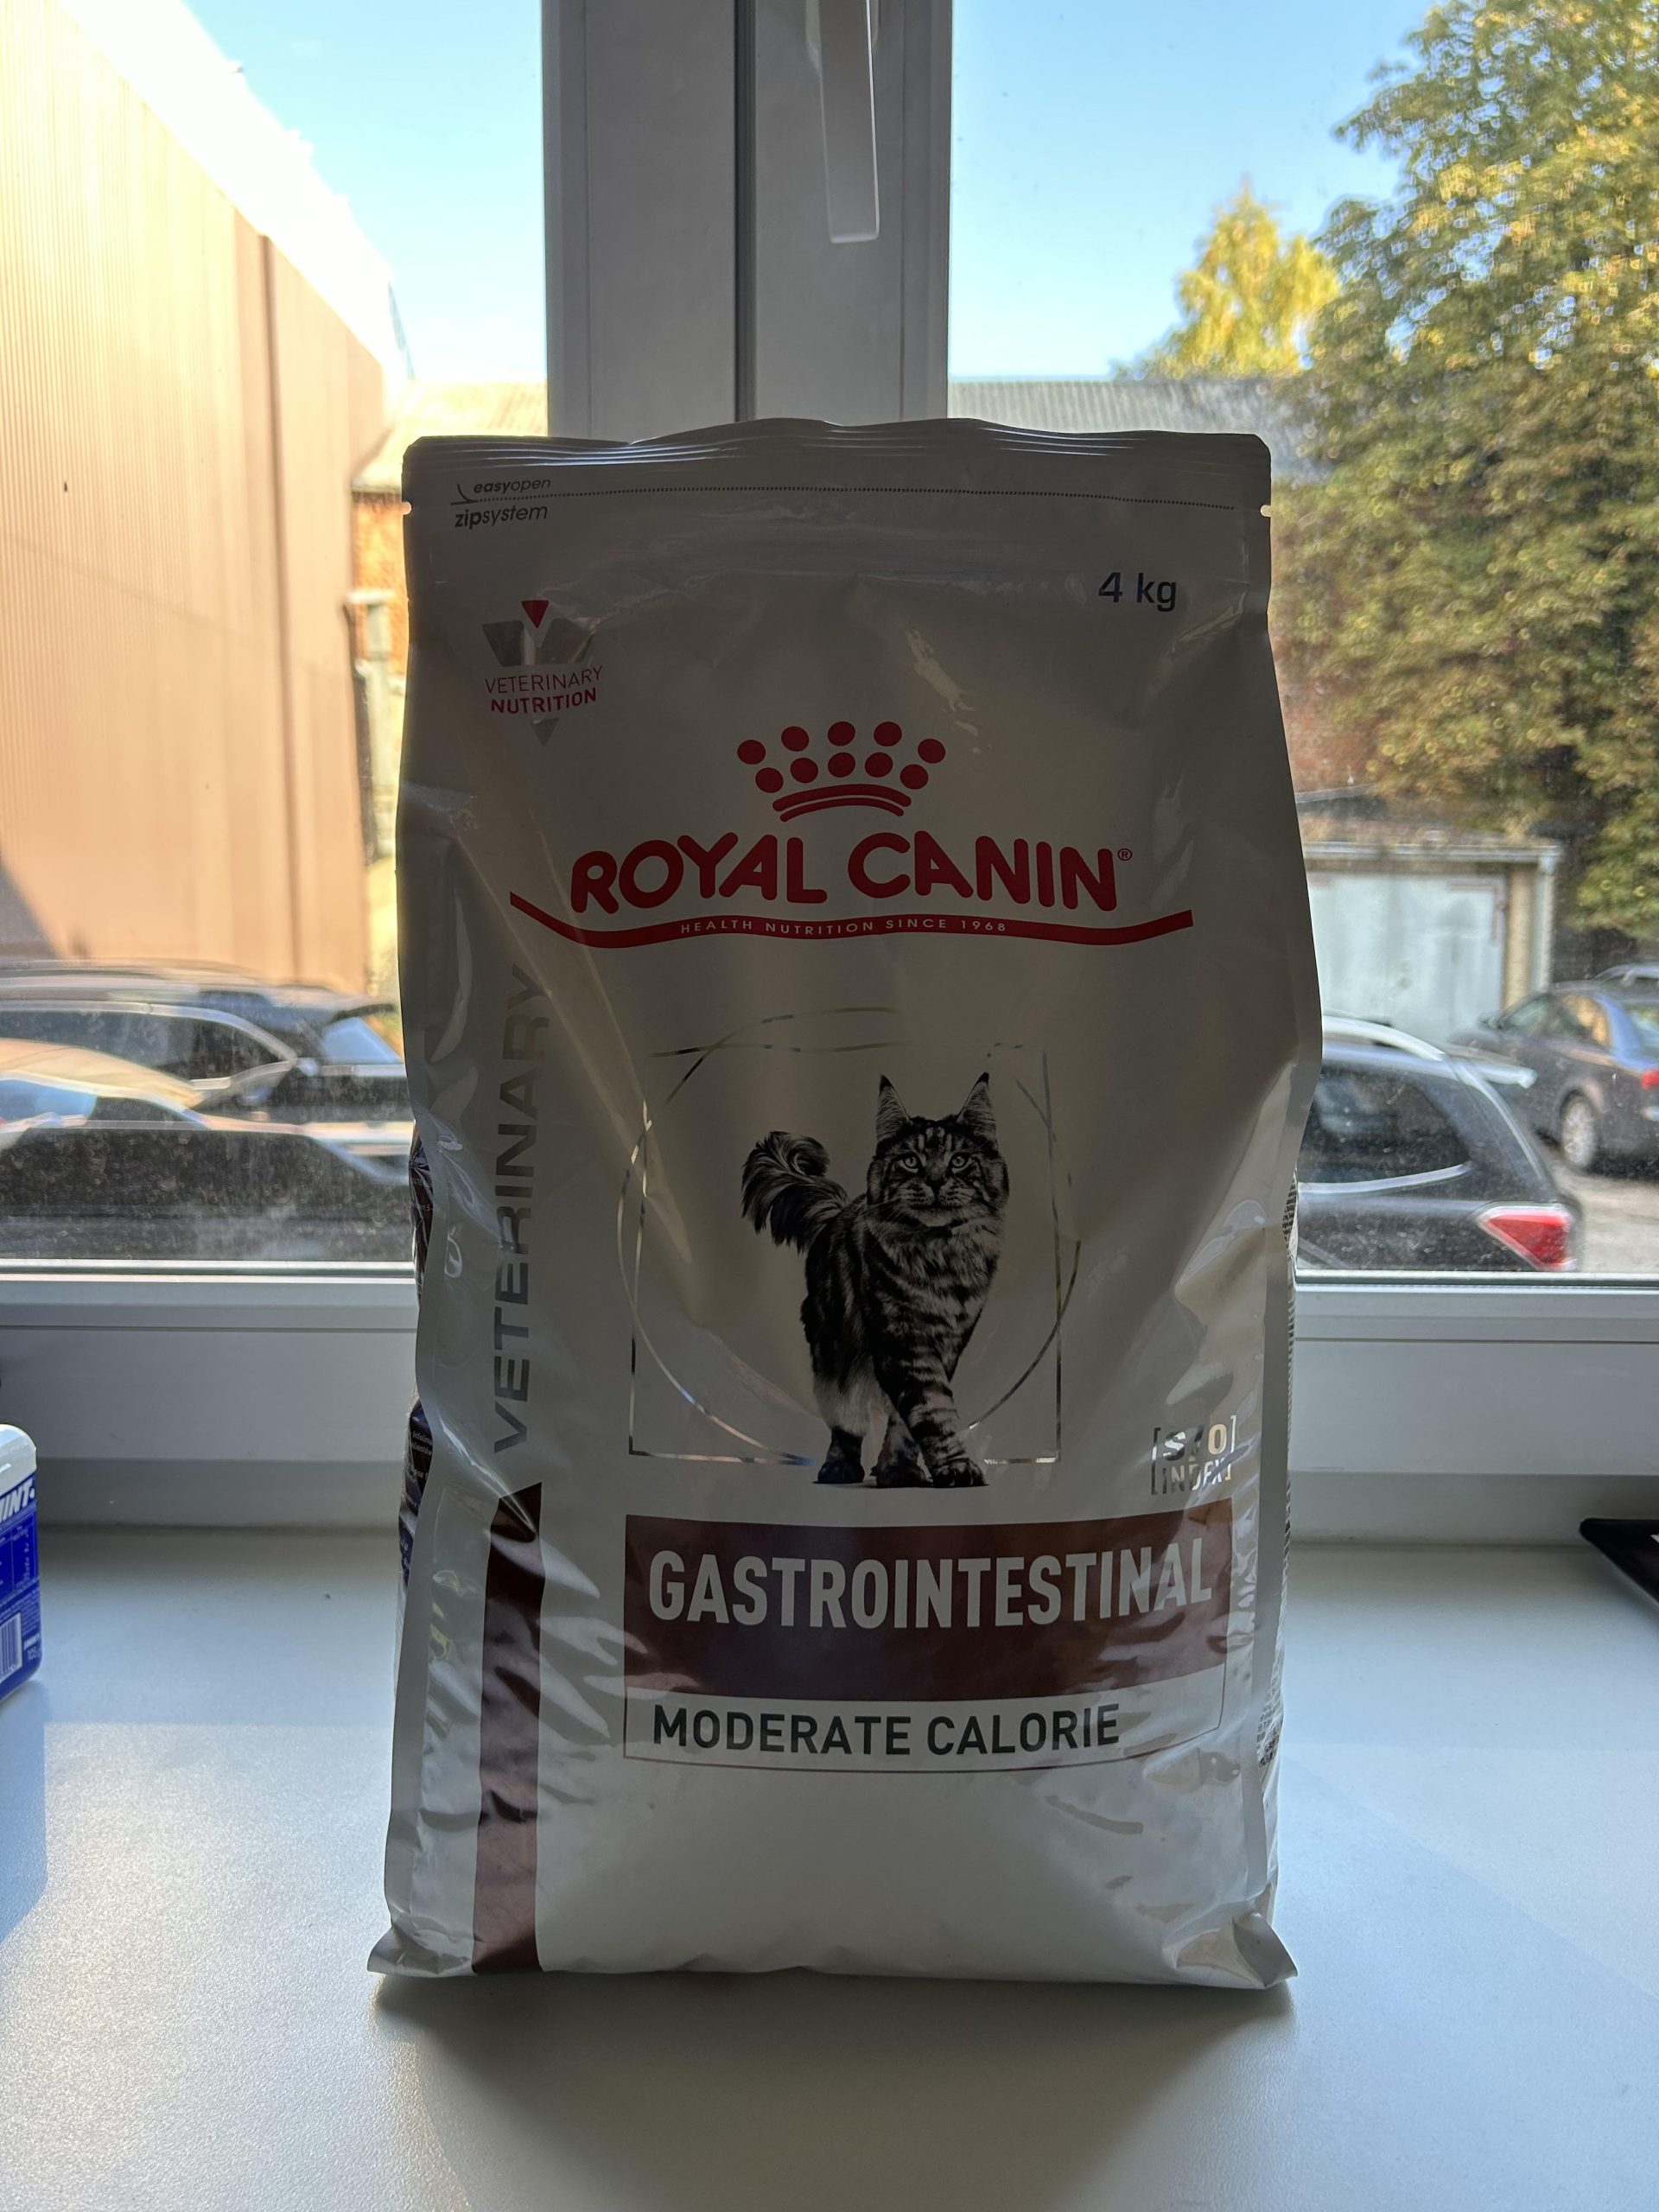 easyopen
zipsystem
4 kg
VETERINARY
NUTRITION
ROYAL CANIN®
HEALTH NUTRITION SINCE 1968
VETERINARY
[S/O]
[INDEX]
GASTROINTESTINAL
MODERATE CALORIE